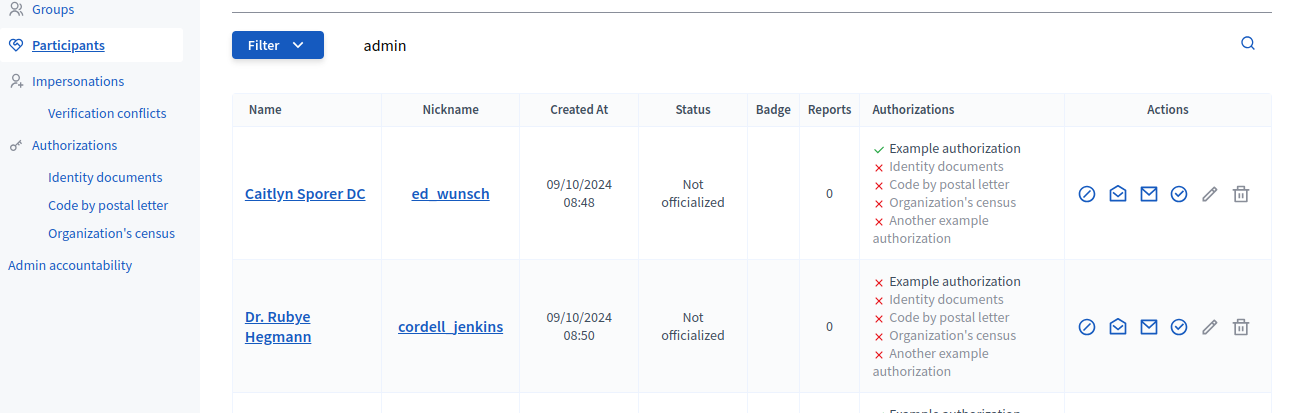 Groups
Participants
Impersonations
Verification conflicts
Authorizations
Identity documents
Code by postal letter
Organization's census
Admin accountability
Filter
admin
Name Nickname Created At Status Badge Reports Authorizations Actions
Caitlyn Sporer DC
ed_wunsch
09/10/2024
08:48
Not
officialized
0
Example authorization
Identity documents
Code by postal letter
Organization's census
Another example
authorization
Dr. Rubye
Hegmann
cordell_jenkins
09/10/2024
08:50
Not
officialized
0
Example authorization
Identity documents
Code by postal letter
Organization's census
Another example
authorization
Example authorization